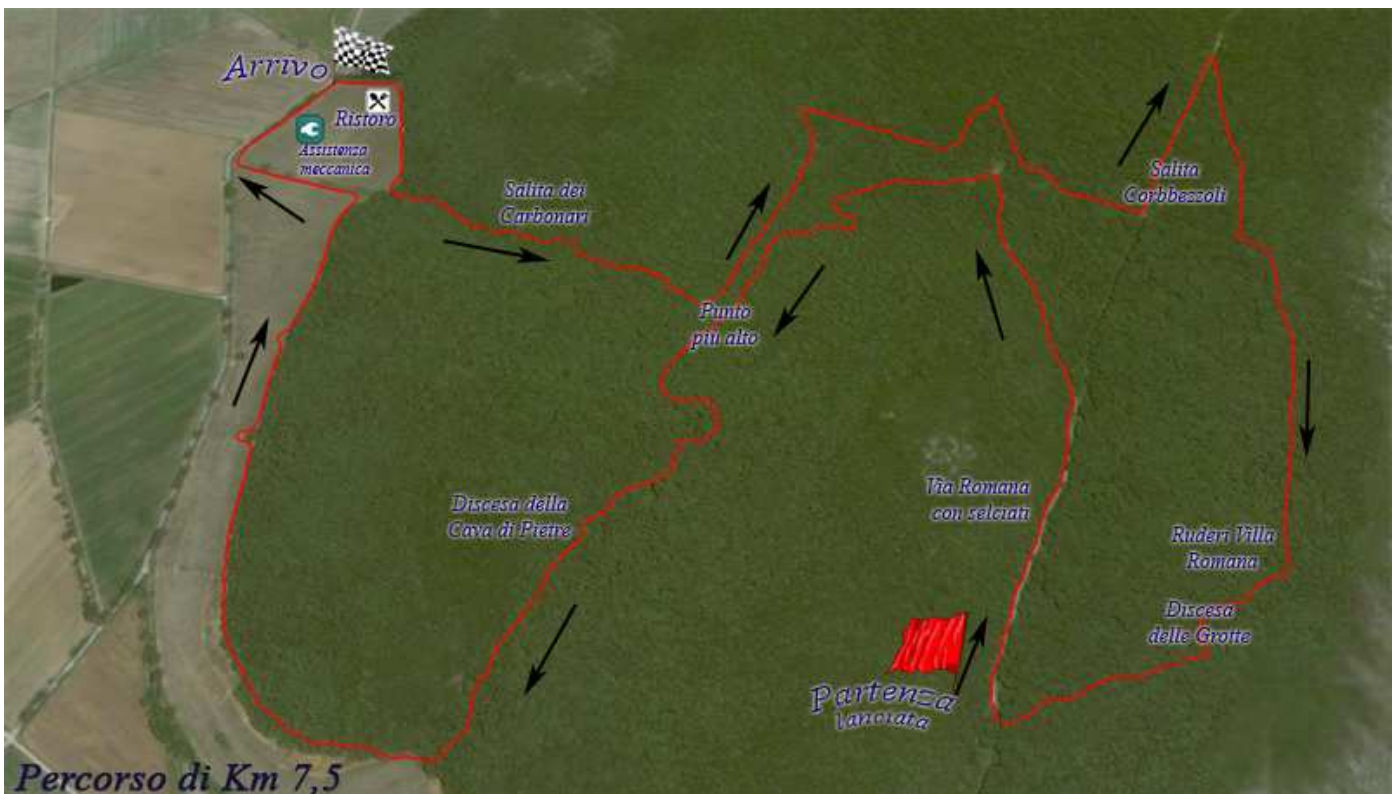 Arrivo
Ristoro
Assistenza
meccanica
Salita dei
Carbonari
Salita
Corbbezzoli
Punto
più alto
Discesa della
Cava di Pietre
Via Romana
con selciati
Ruderi Villa
Romana
Discesa
delle Grotte
Partenza
lanciata
Percorso di Km 7,5